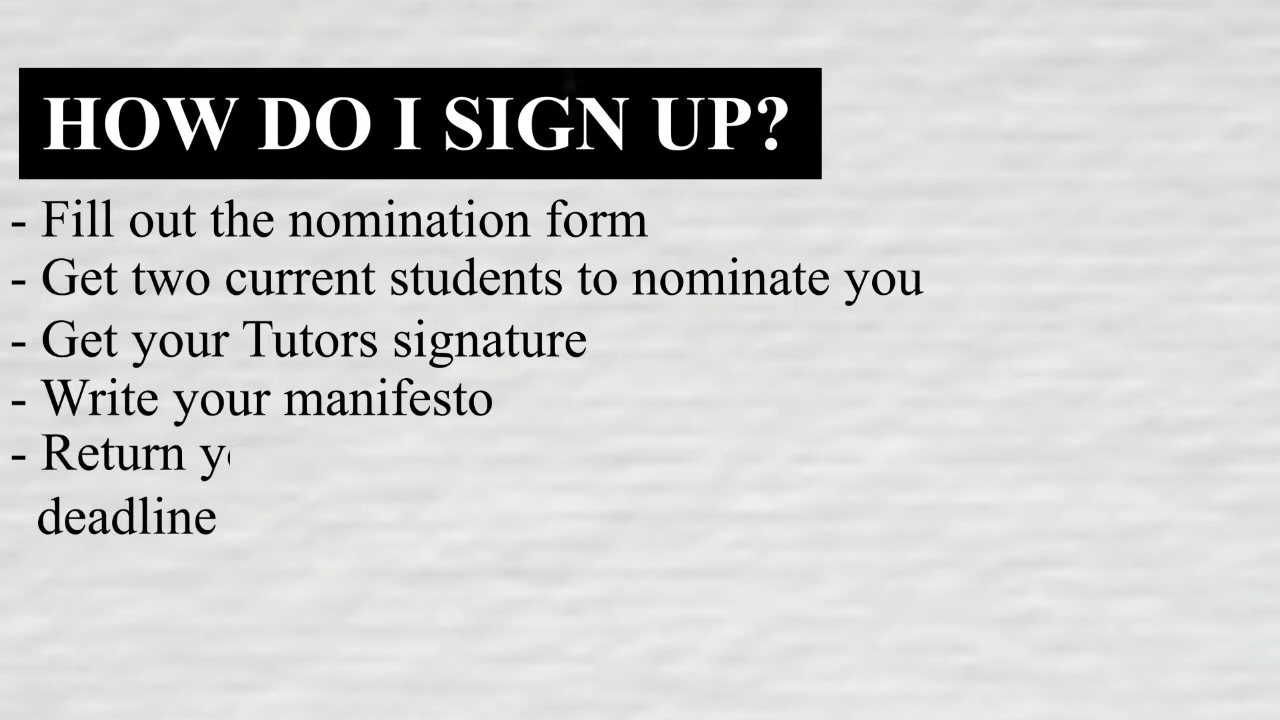 HOW DO I SIGN UP?
- Fill out the nomination form
- Get two current students to nominate you
- Get your Tutors signature
- Write your manifesto
- Return
deadline